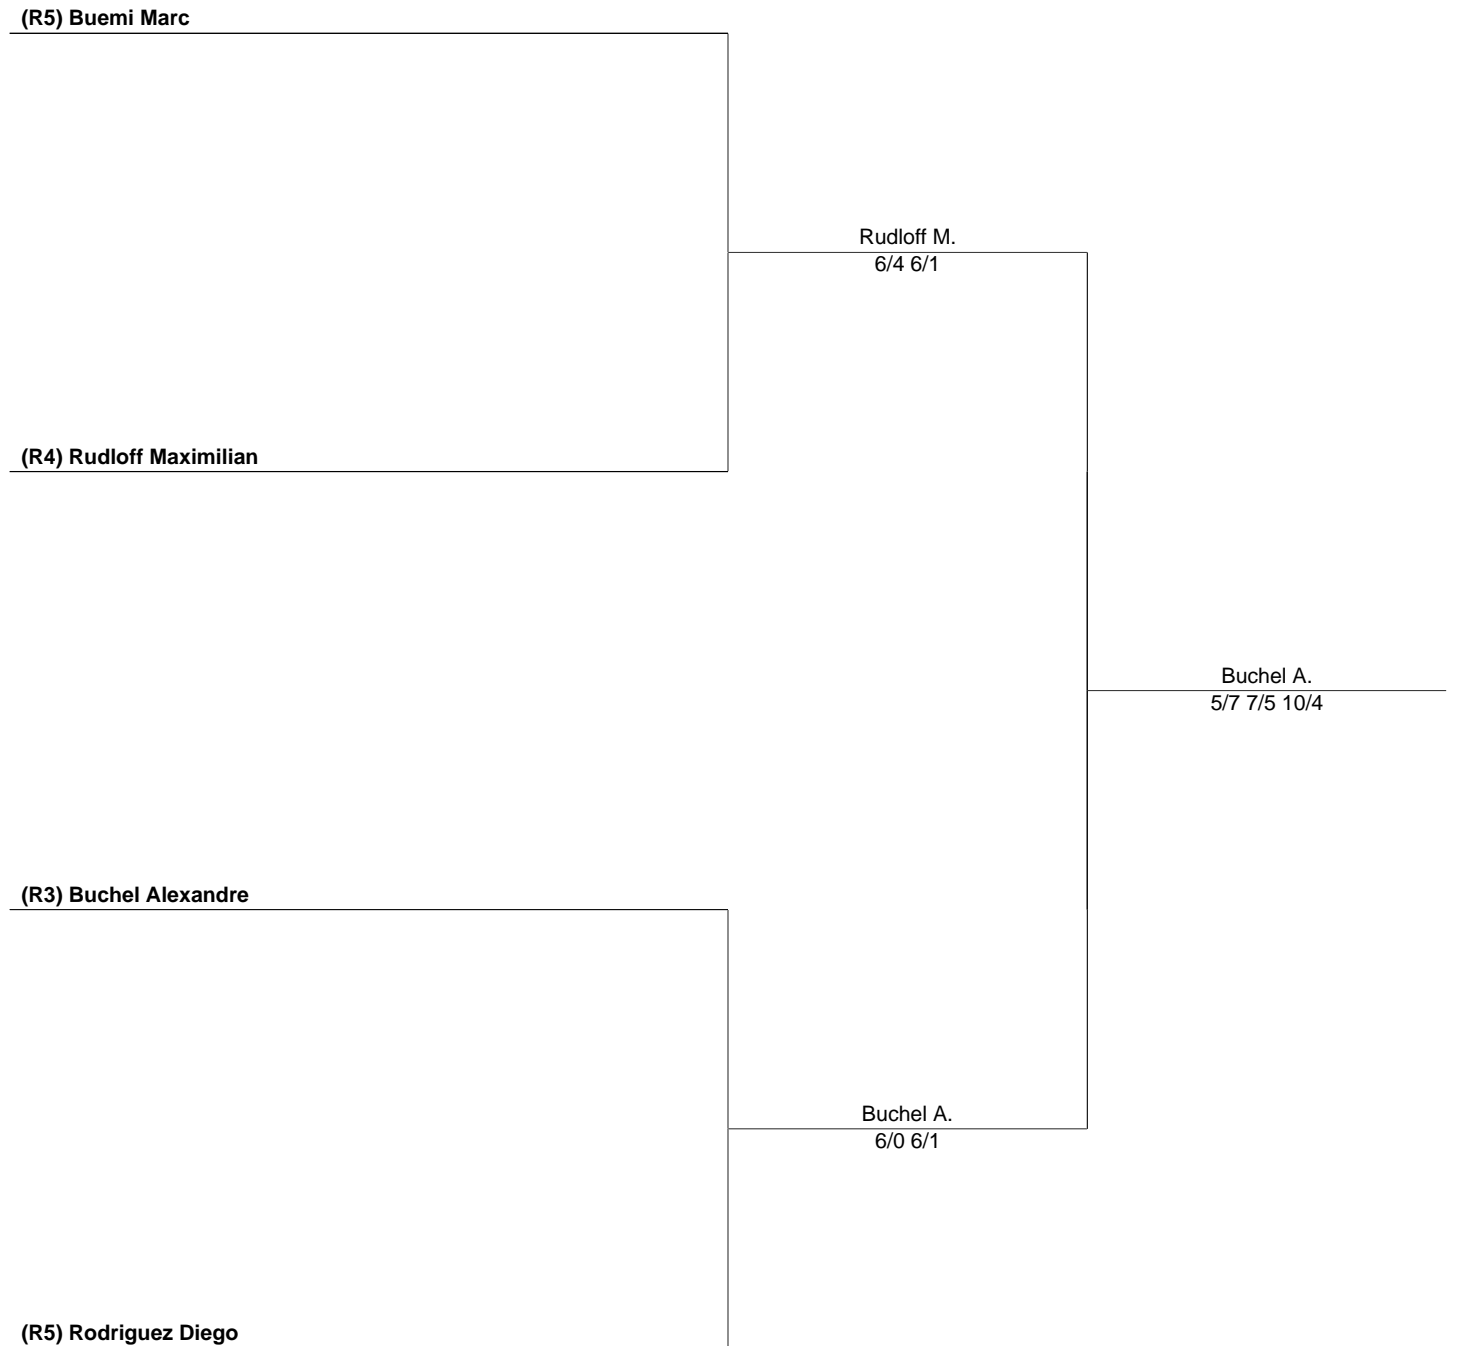 (R5) Buemi Marc
Rudloff M.
6/4 6/1
(R4) Rudloff Maximilian
Buchel A.
5/7 7/5 10/4
(R3) Buchel Alexandre
Buchel A.
6/0 6/1
(R5) Rodriguez Diego